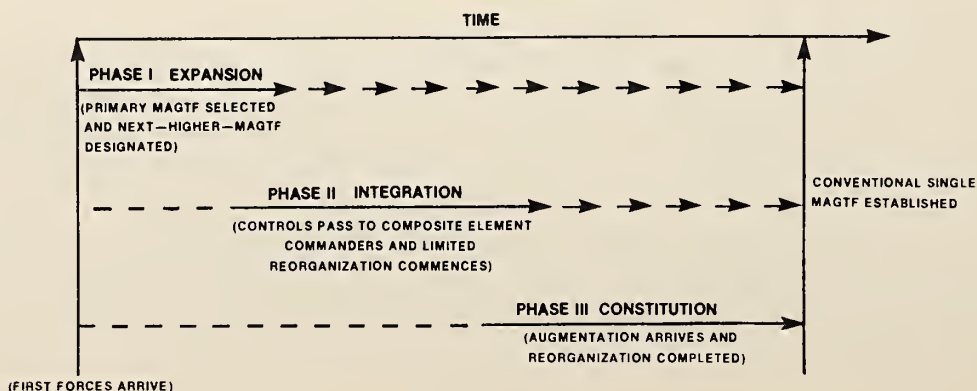 TIME
PHASE I EXPANSION
(PRIMARY MAGTF SELECTED
AND NEXT-HIGHER-MAGTF
DESIGNATED)
PHASE II INTEGRATION
(CONTROLS PASS TO COMPOSITE ELEMENT
COMMANDERS AND LIMITED
REORGANIZATION COMMENCES)
CONVENTIONAL SINGLE
MAGTF ESTABLISHED
PHASE III CONSTITUTION
(AUGMENTATION ARRIVES AND
REORGANIZATION COMPLETED)
(FIRST FORCES ARRIVE)